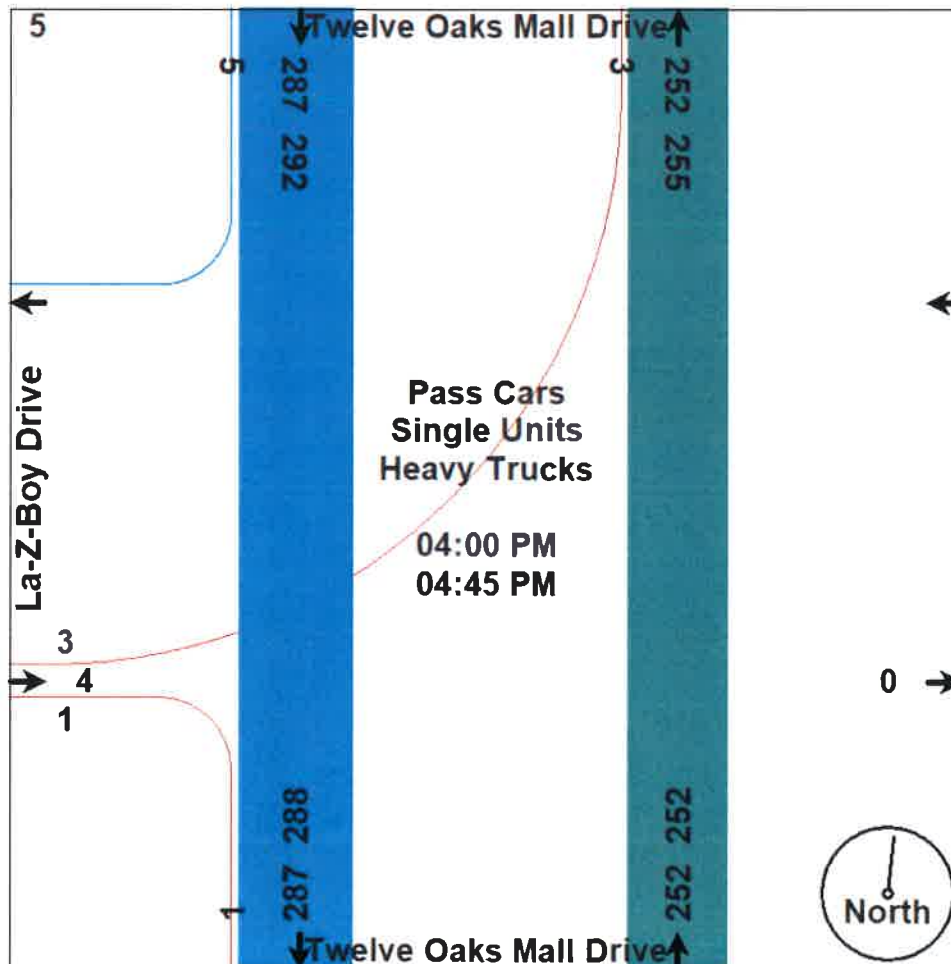 5
Twelve Oaks Mall Drive
5
287 292
3
252 255
La-Z-Boy Drive
Pass Cars
Single Units
Heavy Trucks
04:00 PM
04:45 PM
3
4
1
0
1
287 288
252 252
North
Twelve Oaks Mall Drive